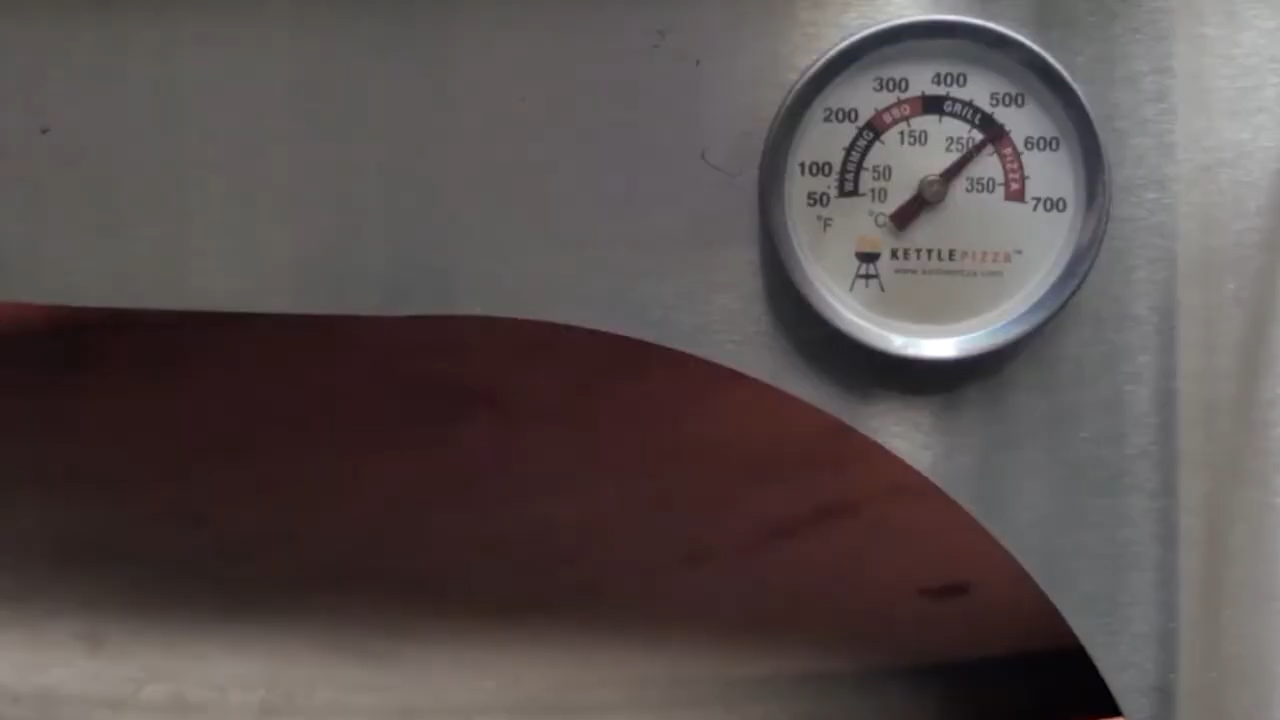 400
300
500
200
GRILL
BBQ
WARMING
150
250
600
PIZZA
100
50
350
50
10
700
°F
°C
KETTLEPIZZA™